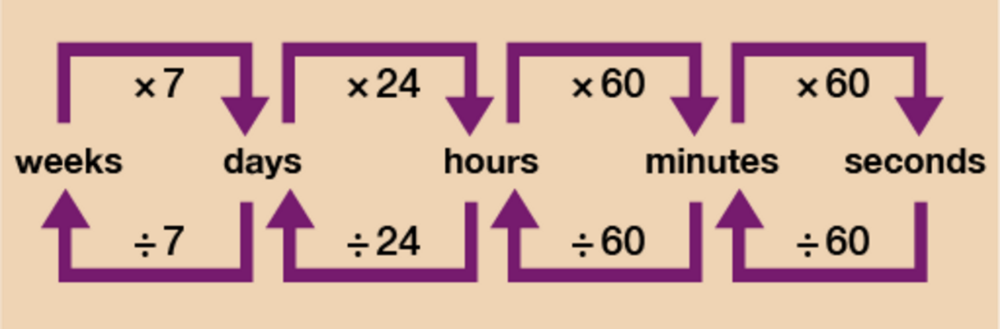 ×7 ×24 ×60 ×60
weeks days hours minutes seconds
÷7 ÷24 ÷60 ÷60